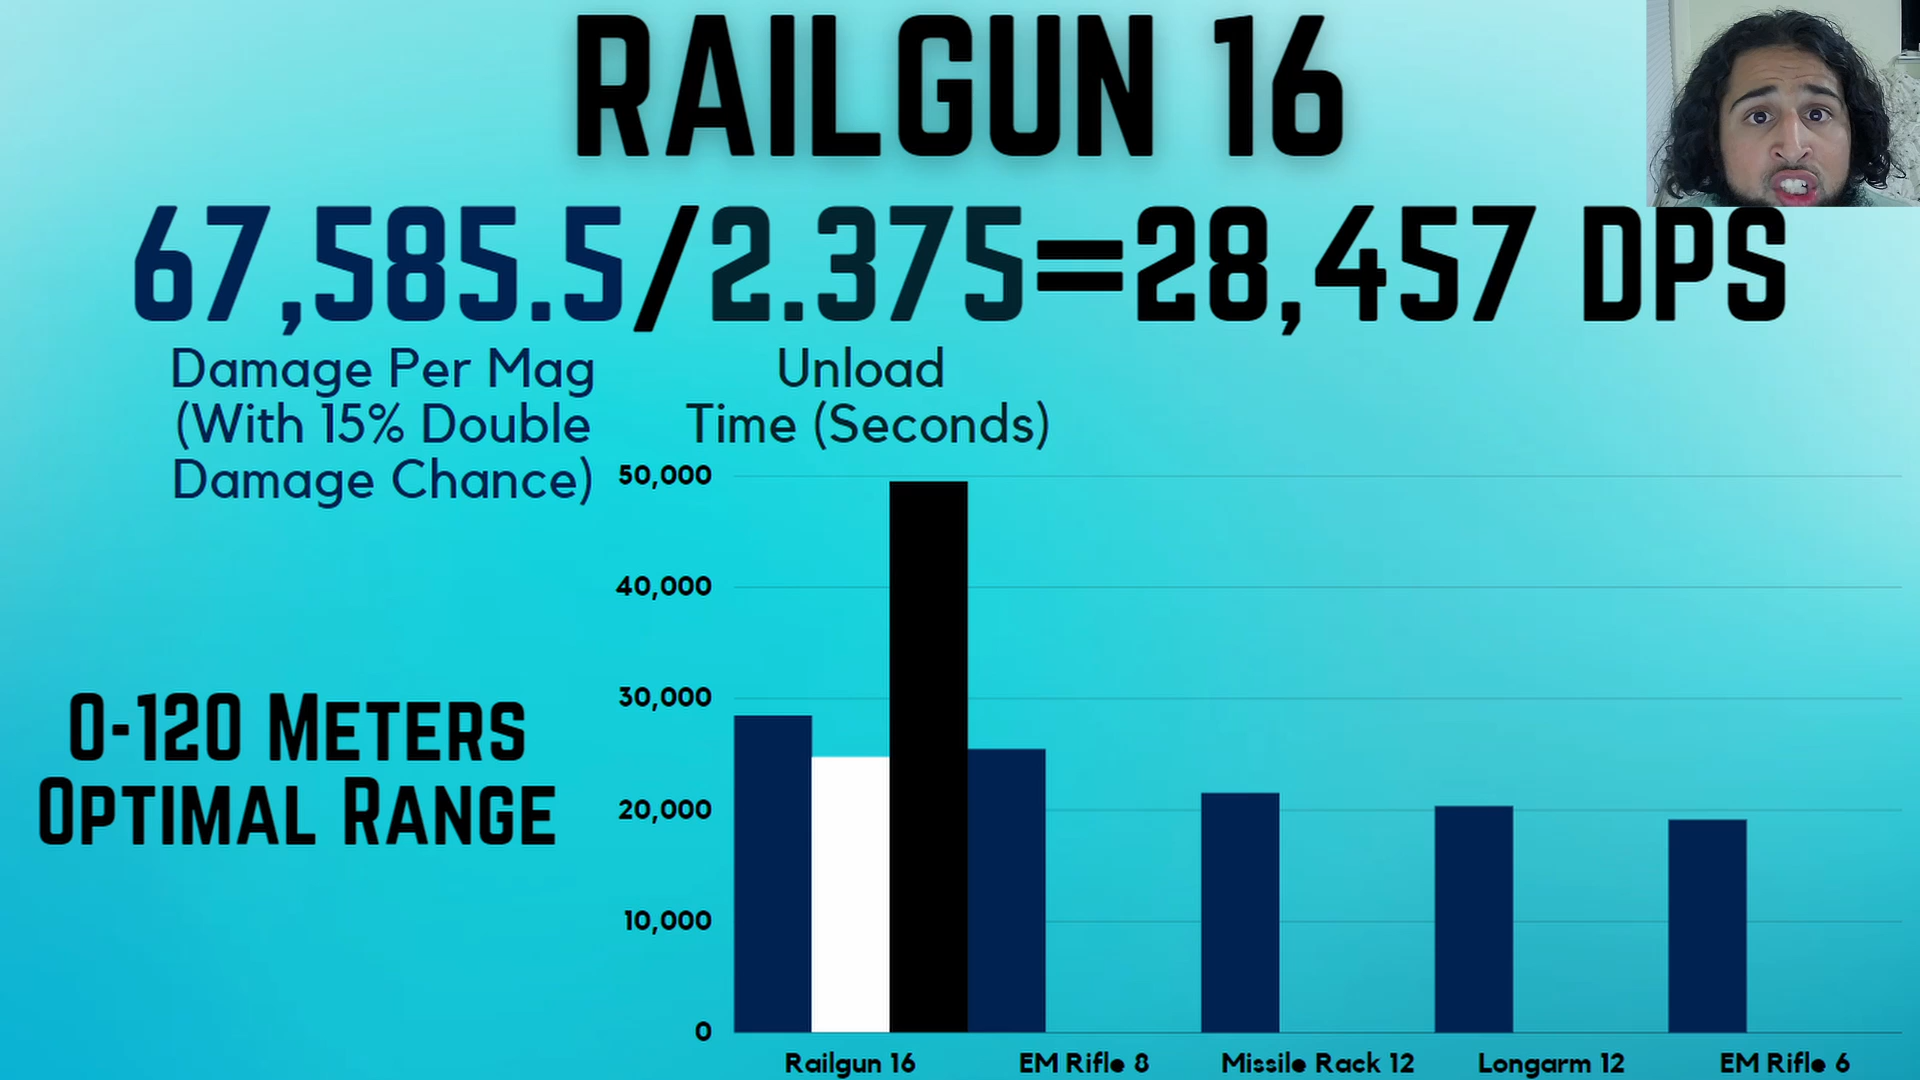 RAILGUN 16
67,585.5/2.375=28,457 DPS
Damage Per Mag
(With 15% Double
Damage Chance)
Unload
Time (Seconds)
0-120 METERS
OPTIMAL RANGE
50,000
40,000
30,000
20,000
10,000
0
Railgun 16 EM Rifle 8 Missile Rack 12 Longarm 12 EM Rifle 6